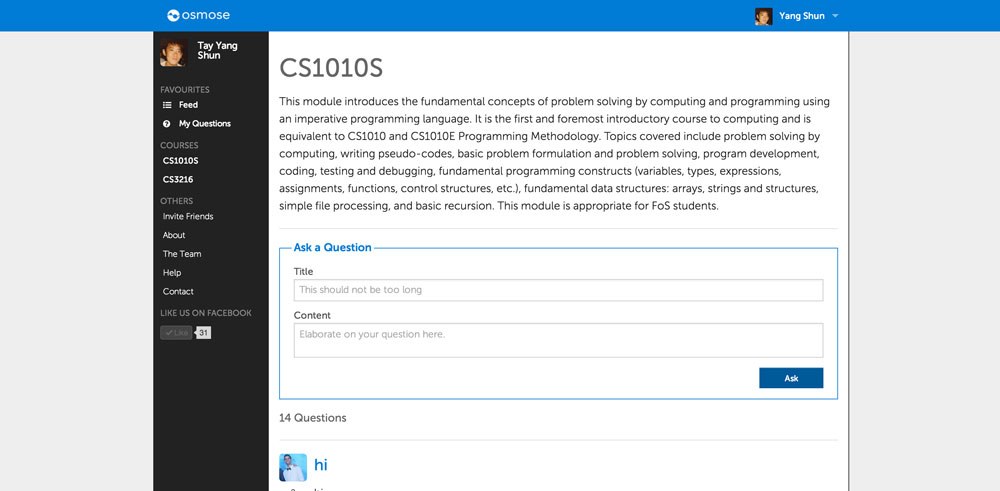 osmose
Yang Shun
Tay Yang
Shun
FAVOURITES
Feed
My Questions
COURSES
CS1010S
CS3216
OTHERS
Invite Friends
About
The Team
Help
Contact
LIKE US ON FACEBOOK
Like
31
CS1010S
This module introduces the fundamental concepts of problem solving by computing and programming using
an imperative programming language. It is the first and foremost introductory course to computing and is
equivalent to CS1010 and CS1010E Programming Methodology. Topics covered include problem solving by
computing, writing pseudo-codes, basic problem formulation and problem solving, program development,
coding, testing and debugging, fundamental programming constructs (variables, types, expressions,
assignments, functions, control structures, etc.), fundamental data structures: arrays, strings and structures,
simple file processing, and basic recursion. This module is appropriate for FoS students.
Ask a Question
Title
This should not be too long
Content
Elaborate on your question here.
Ask
14 Questions
hi